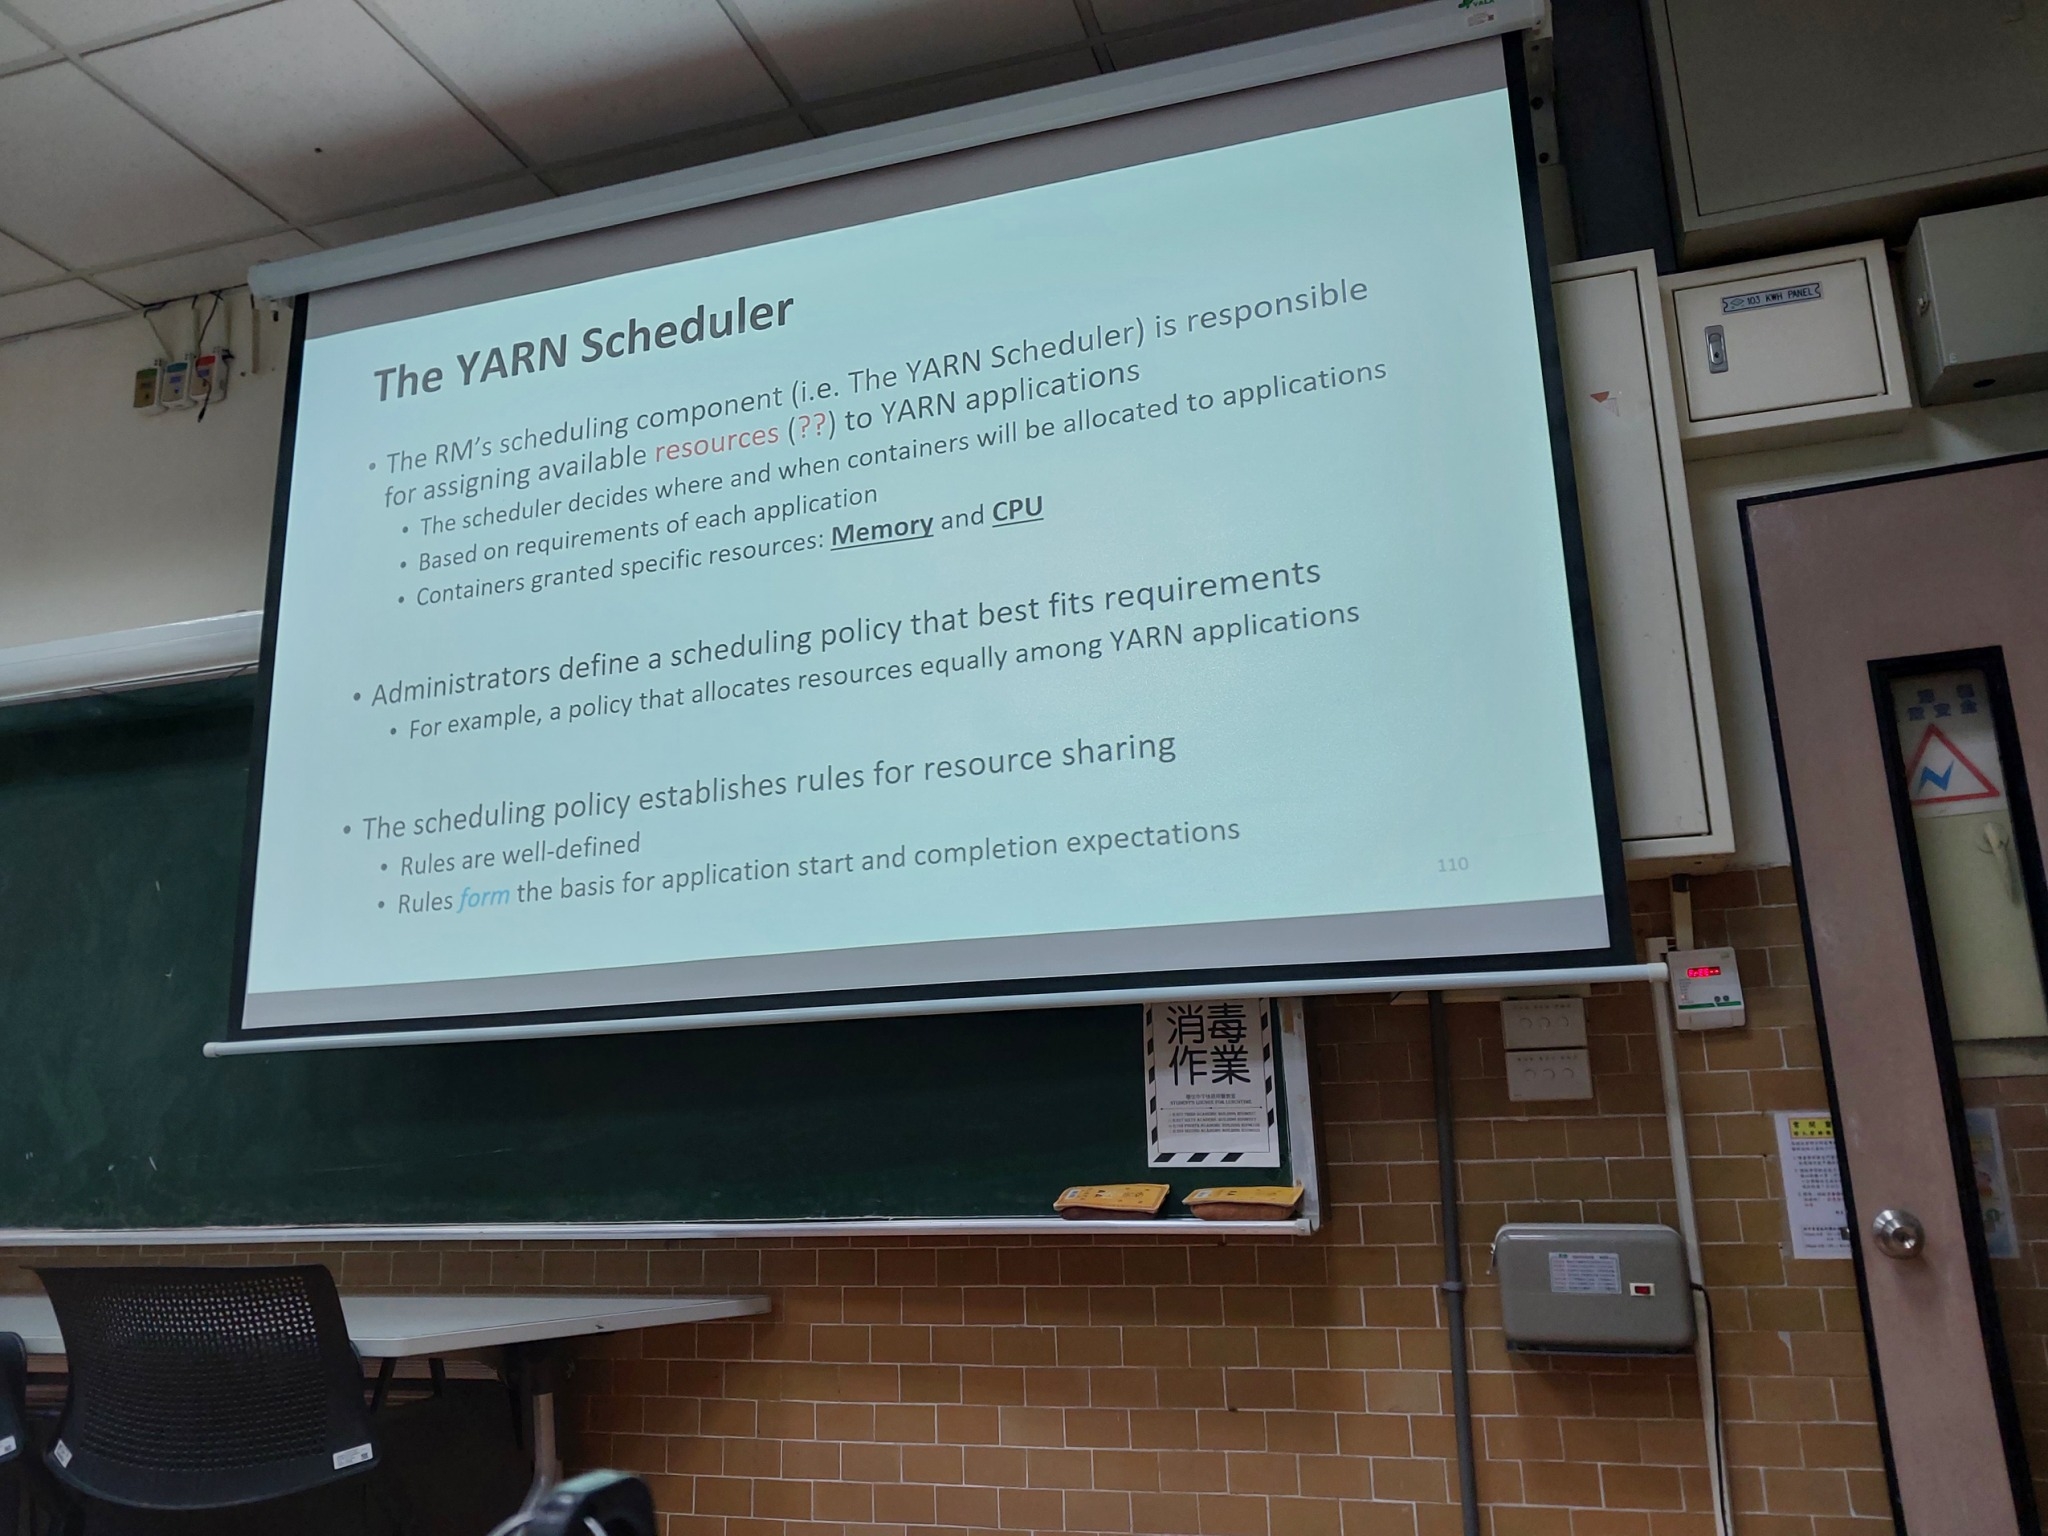 The YARN Scheduler
• The RM's scheduling component (i.e. The YARN Scheduler) is responsible
for assigning available resources (??) to YARN applications
• The scheduler decides where and when containers will be allocated to applications
• Based on requirements of each application
• Containers granted specific resources: Memory and CPU
• Administrators define a scheduling policy that best fits requirements
• For example, a policy that allocates resources equally among YARN applications
• The scheduling policy establishes rules for resource sharing
• Rules are well-defined
• Rules form the basis for application start and completion expectations
110
103 KWH PANEL
消毒
作業
STUDENTS LOUNGE FOR LUNCHTIME